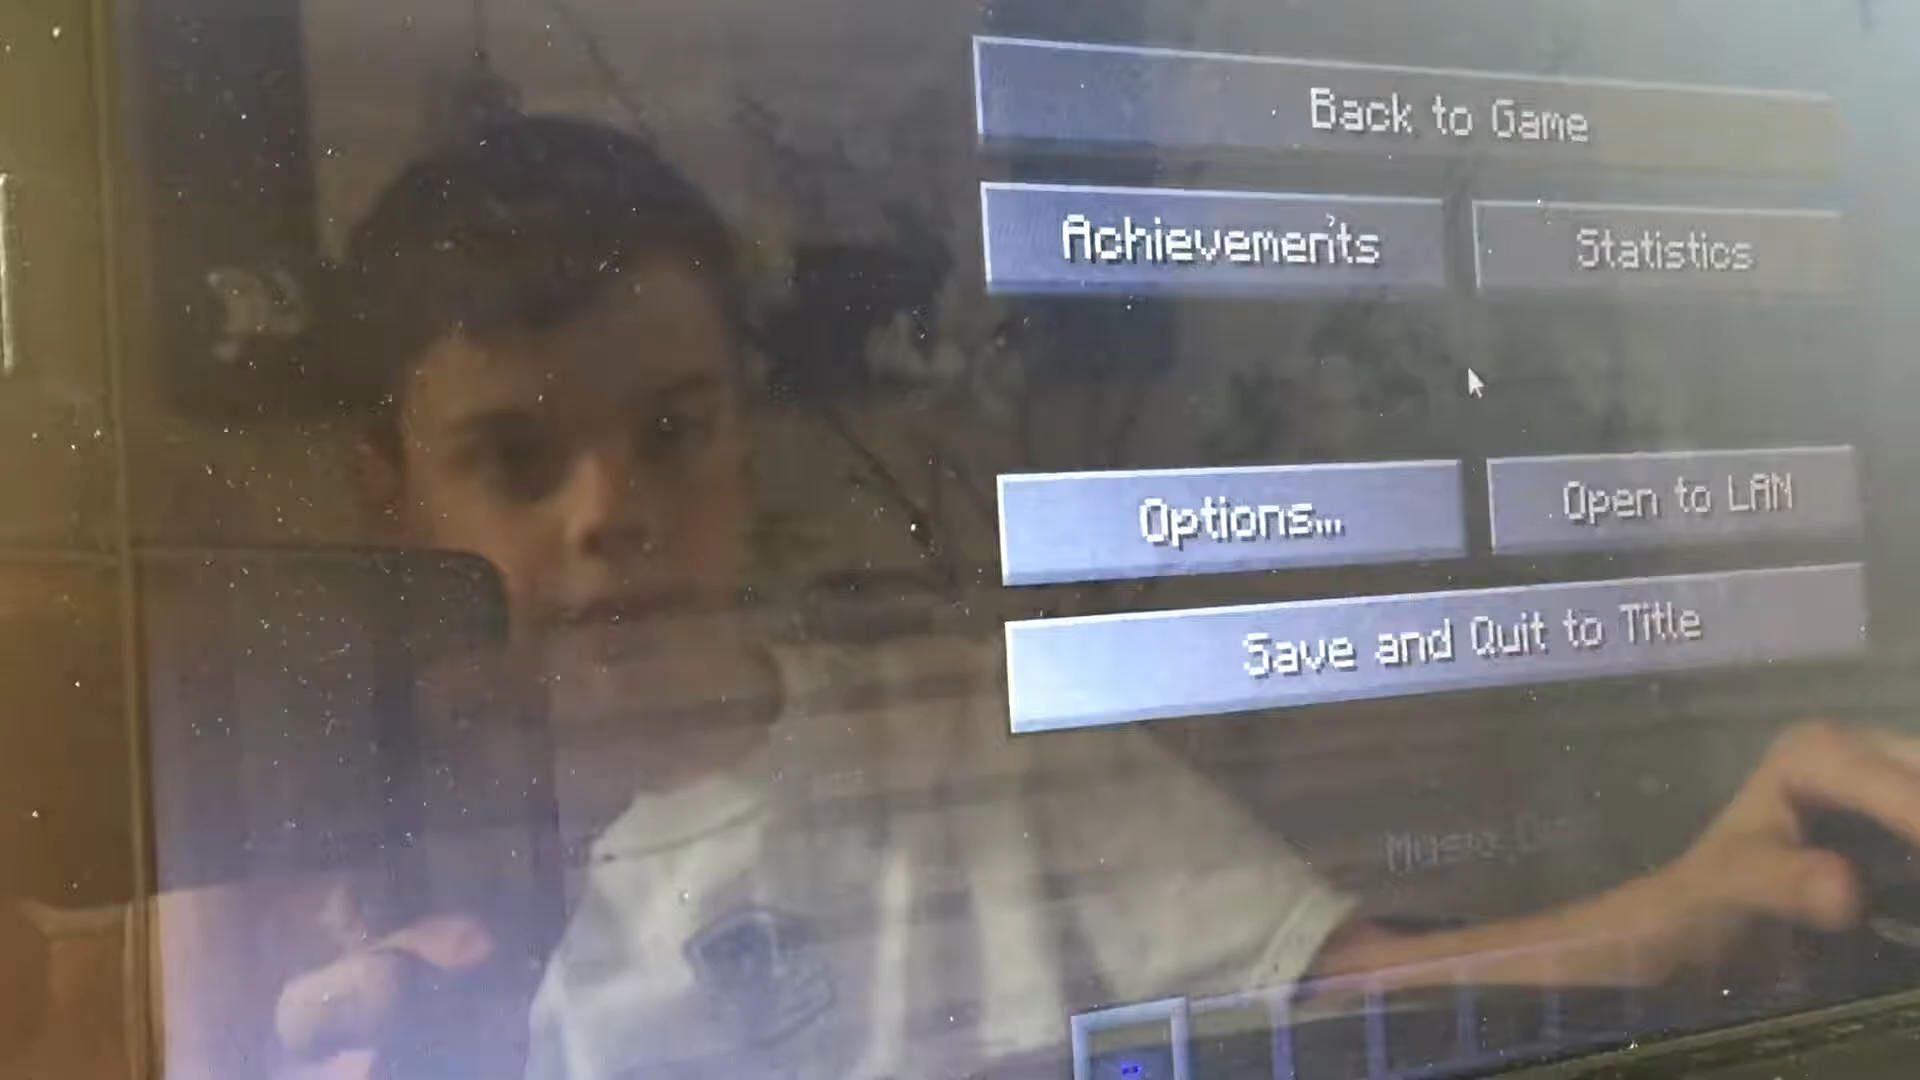 Back to Game
Achievements
Statistics
Options...
Open to LAN
Save and Quit to Title